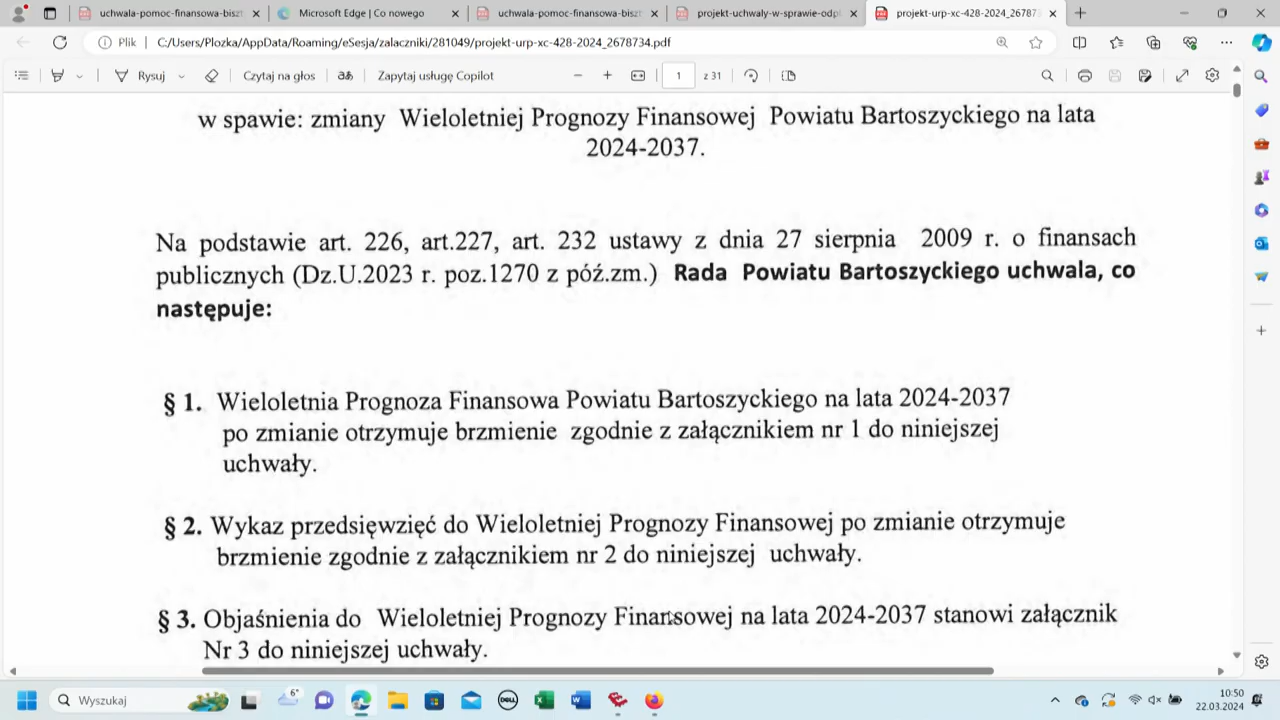 uchwala-pomoc-finansowa-biszt
Microsoft Edge | Co nowego
uchwala-pomoc-finansowa-biszt
projekt-uchwaly-w-sprawie-odpł
projekt-urp-xc-428-2024_26787
Plik
C:/Users/Plozka/AppData/Roaming/eSesja/zalaczniki/281049/projekt-urp-xc-428-2024_2678734.pdf
Rysuj
Czytaj na głos
aあ
Zapytaj usługę Copilot
1
z 31
w spawie: zmiany Wieloletniej Prognozy Finansowej Powiatu Bartoszyckiego na lata
2024-2037.
Na podstawie art. 226, art.227, art. 232 ustawy z dnia 27 sierpnia 2009 r. o finansach
publicznych (Dz.U.2023 r. poz.1270 z póź.zm.) Rada Powiatu Bartoszyckiego uchwala, co
następuje:
§ 1. Wieloletnia Prognoza Finansowa Powiatu Bartoszyckiego na lata 2024-2037
po zmianie otrzymuje brzmienie zgodnie z załącznikiem nr 1 do niniejszej
uchwały.
§ 2. Wykaz przedsięwzięć do Wieloletniej Prognozy Finansowej po zmianie otrzymuje
brzmienie zgodnie z załącznikiem nr 2 do niniejszej uchwały.
§ 3. Objaśnienia do Wieloletniej Prognozy Finansowej na lata 2024-2037 stanowi załącznik
Nr 3 do niniejszej uchwały.
Wyszukaj
6°
DELL
10:50
22.03.2024